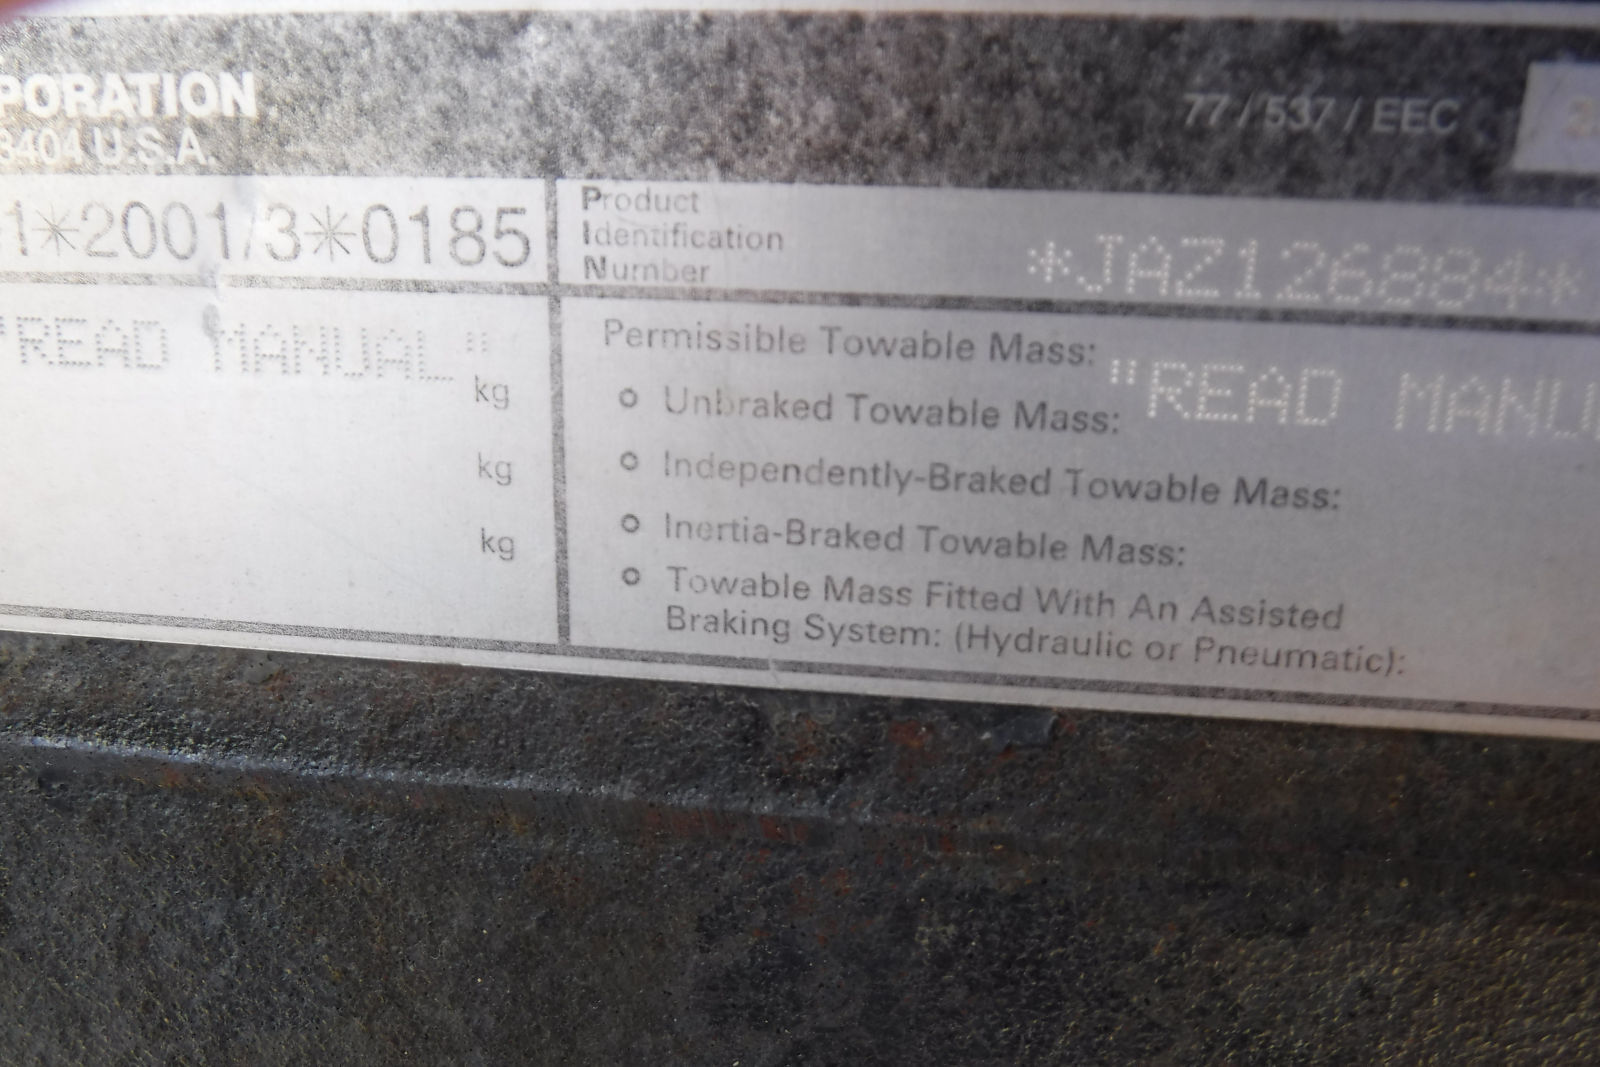 PORATION
3404 U.S.A.
77 / 537 / EEC
1*2001/3*0185
Product
Identification
Number
*JAZ126884*
"READ MANUAL"
kg
kg
kg
Permissible Towable Mass:
"READ MANU
○ Unbraked Towable Mass:
○ Independently-Braked Towable Mass:
○ Inertia-Braked Towable Mass:
○ Towable Mass Fitted With An Assisted
Braking System: (Hydraulic or Pneumatic):